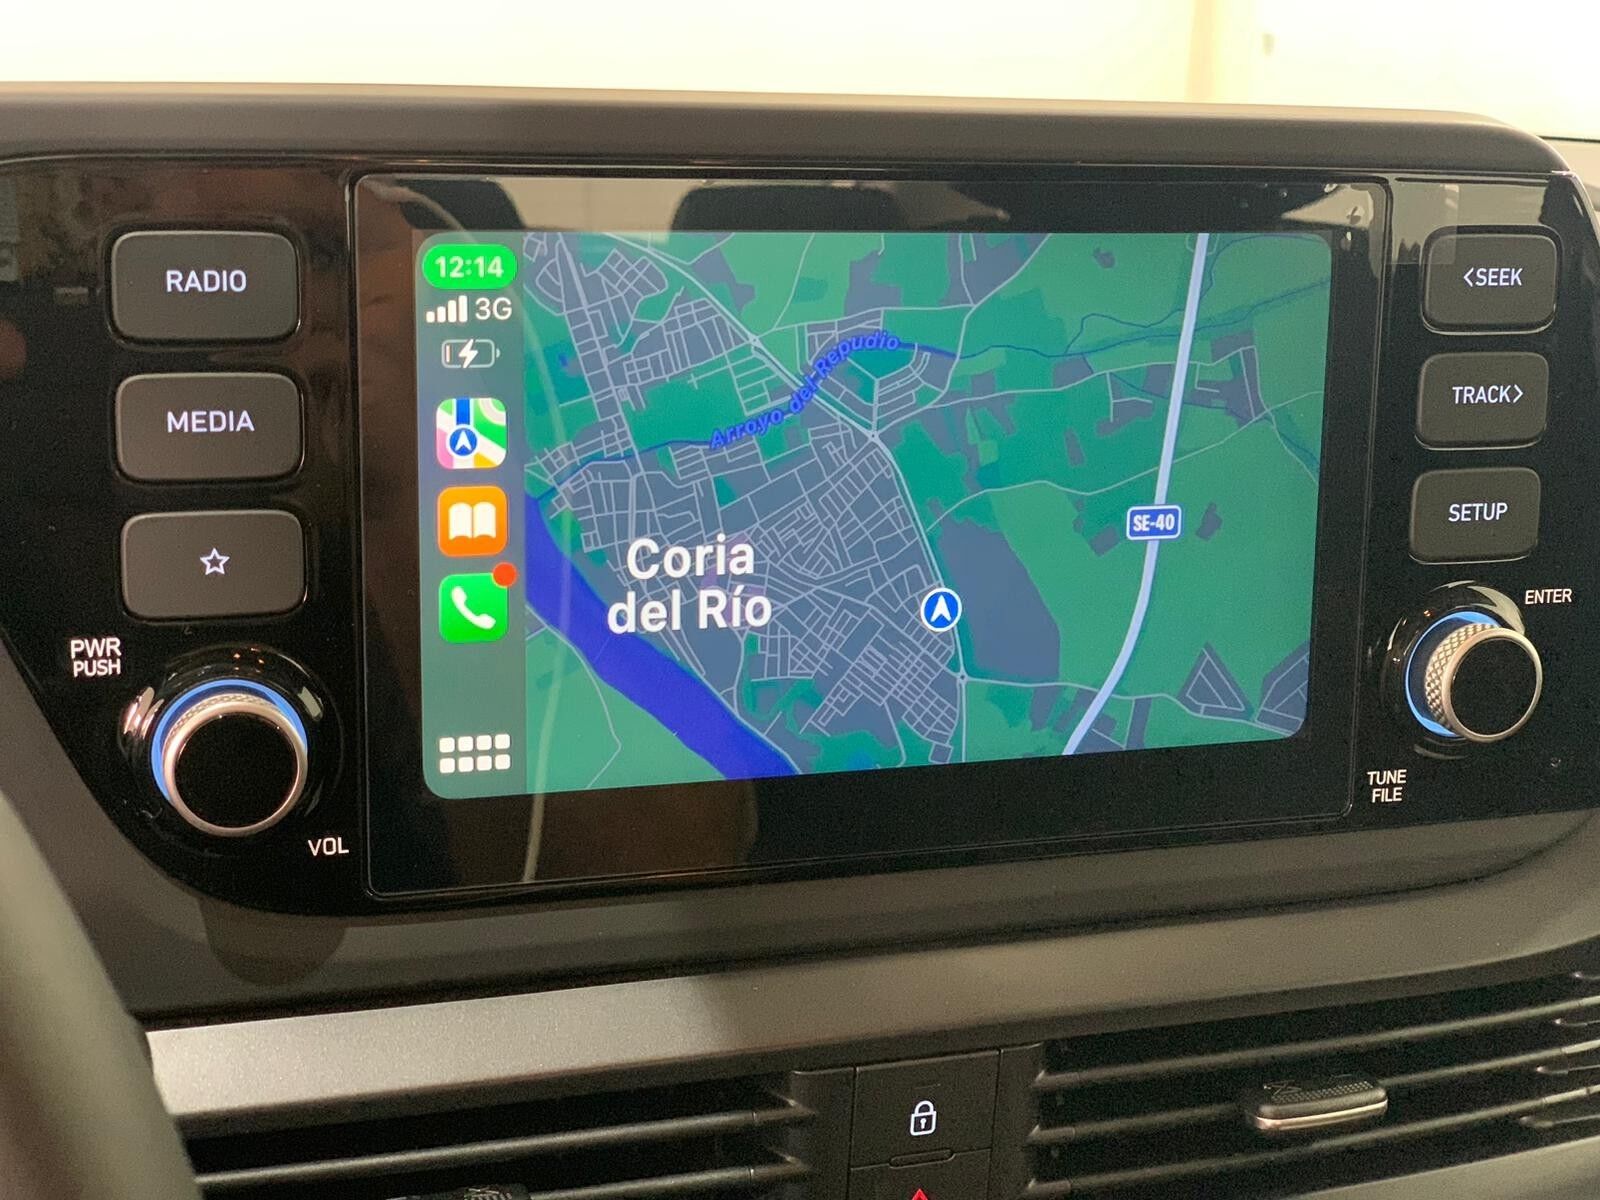 RADIO
MEDIA
PWR
PUSH
VOL
12:14
3G
Arroyo del Repudio
Coria
del Río
SE-40
<SEEK
TRACK>
SETUP
ENTER
TUNE
FILE